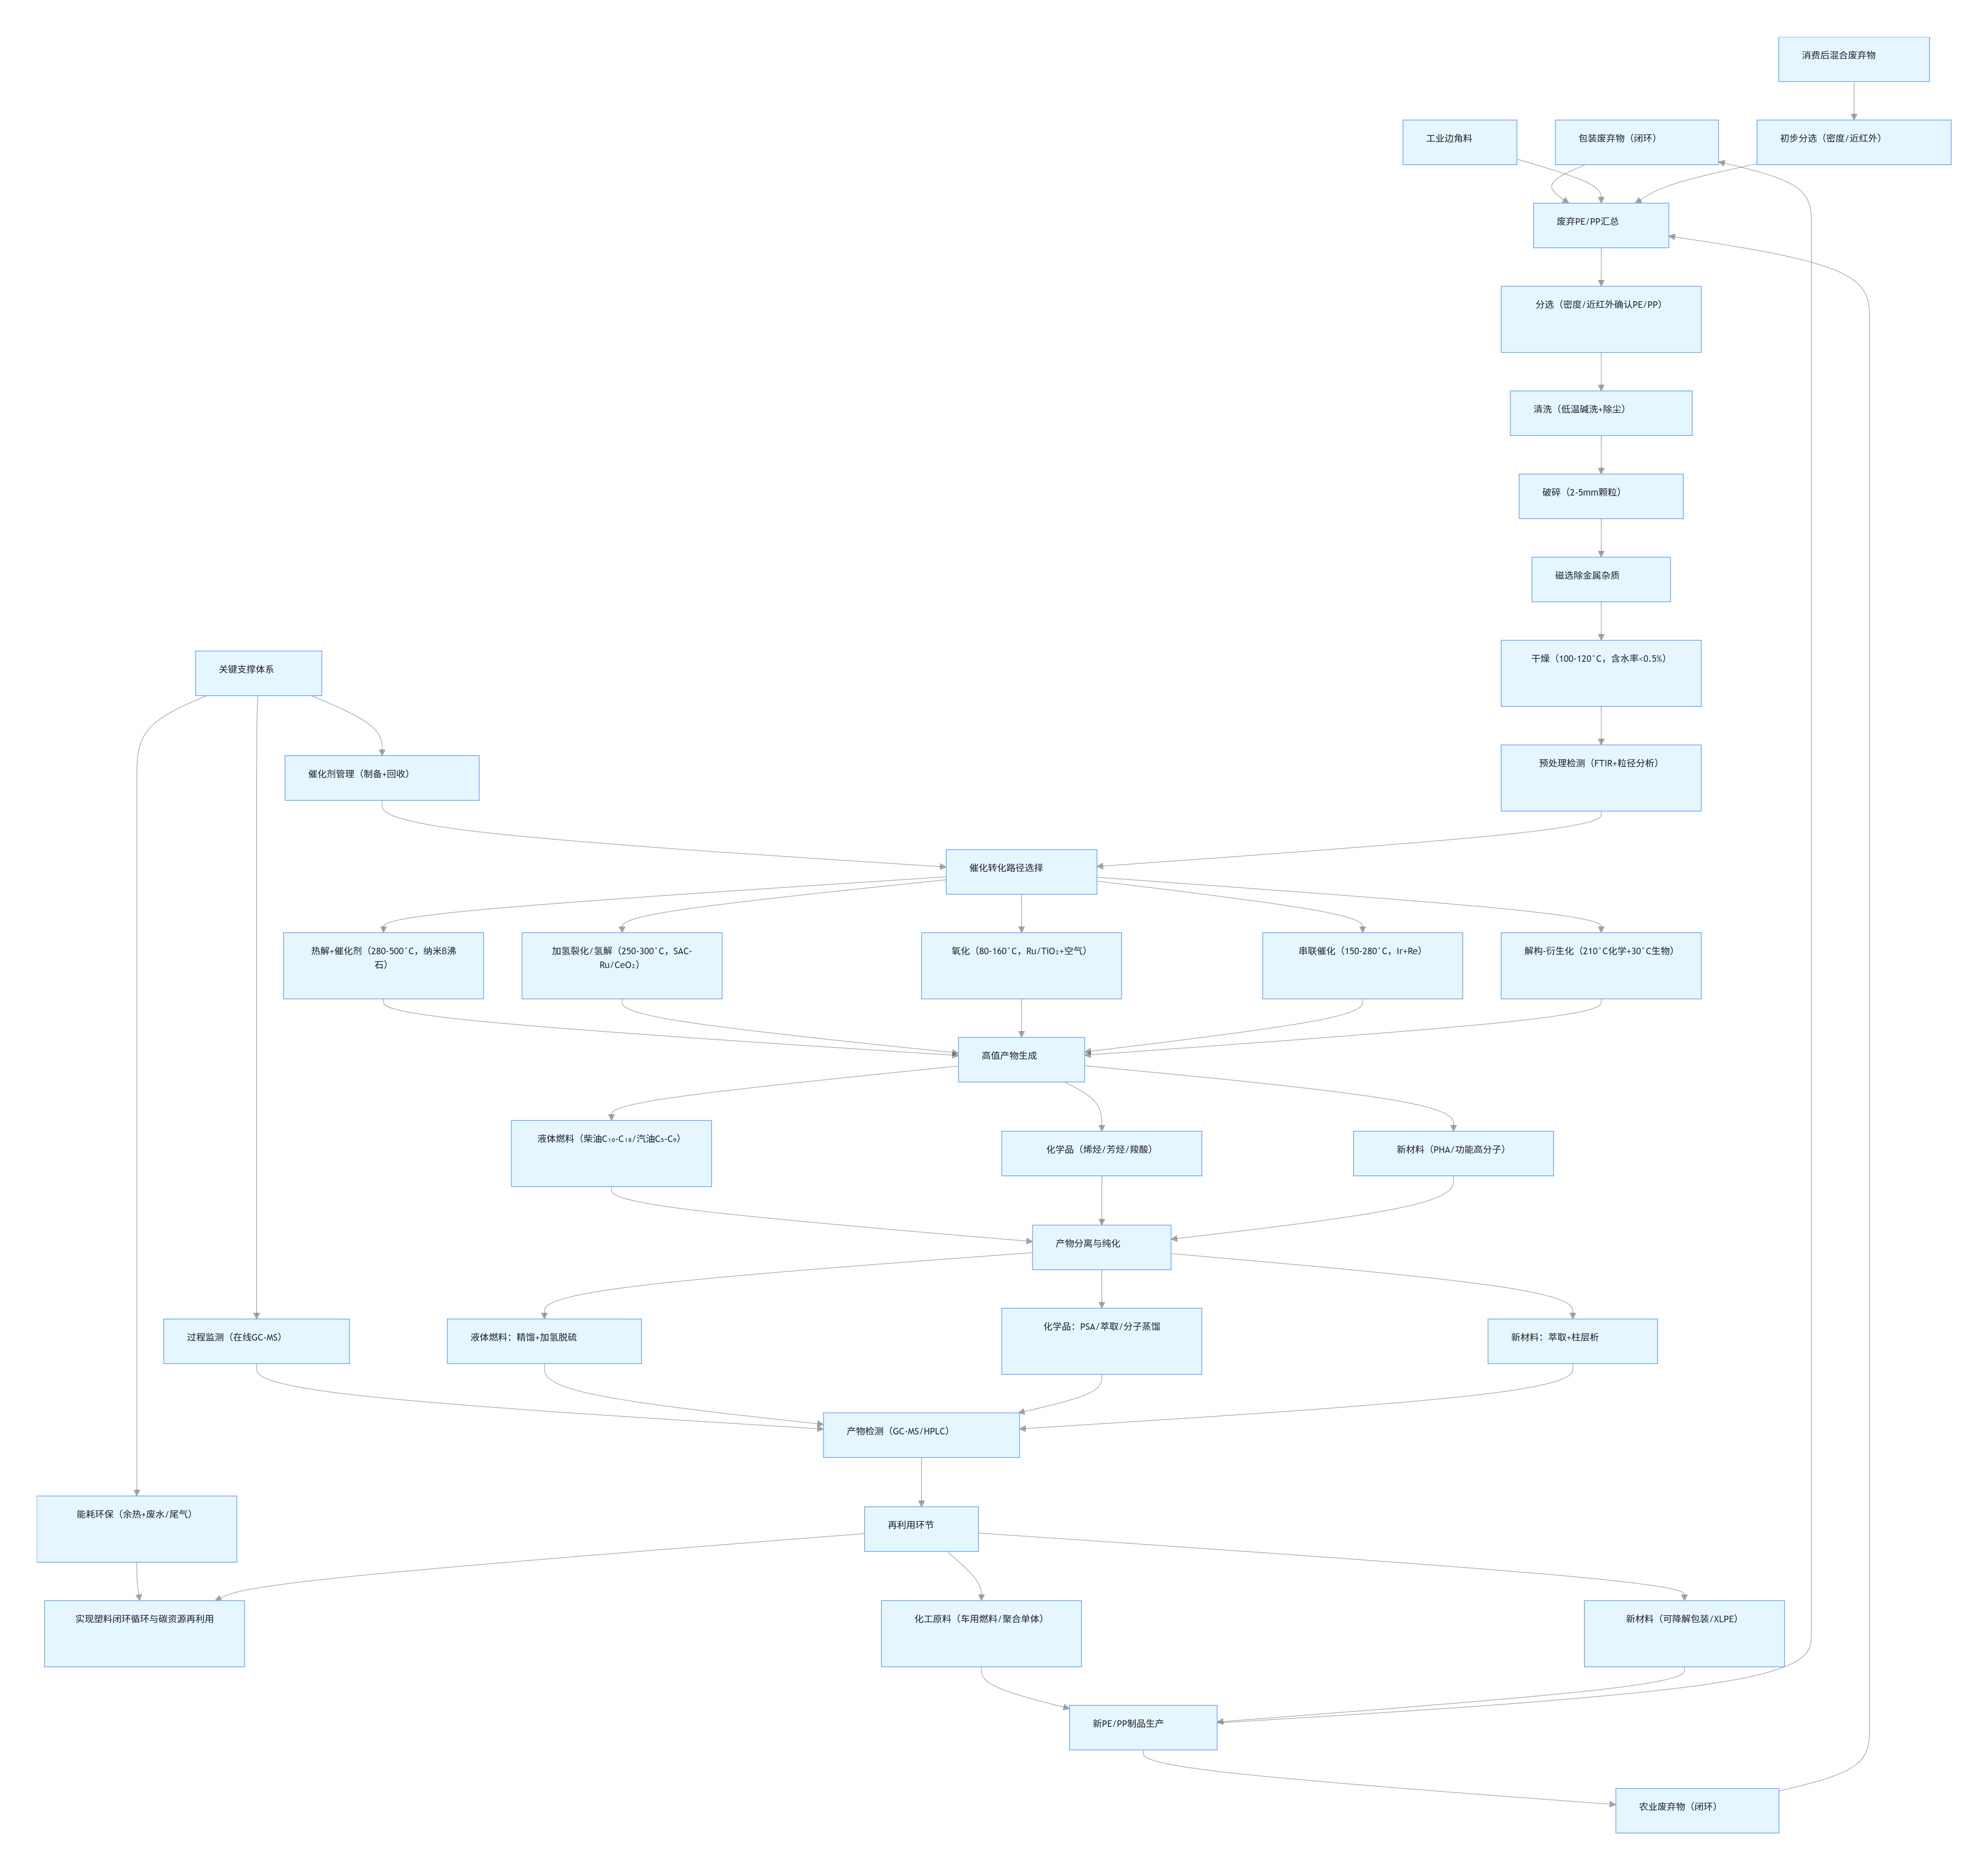 消费后混合废弃物
工业边角料
包装废弃物（闭环）
初步分选（密度/近红外）
废弃PE/PP汇总
分选（密度/近红外确认PE/PP）
清洗（低温碱洗+除尘）
破碎（2-5mm颗粒）
磁选除金属杂质
干燥（100-120°C，含水率<0.5%）
关键支撑体系
催化剂管理（制备+回收）
预处理检测（FTIR+粒径分析）
催化转化路径选择
热解+催化剂（280-500°C，纳米β沸
石）
加氢裂化/氢解（250-300°C，SAC-
Ru/CeO₂）
氧化（80-160°C，Ru/TiO₂+空气）
串联催化（150-280°C，Ir+Re）
解构-衍生化（210°C化学+30°C生物）
高值产物生成
液体燃料（柴油C₁₀-C₁₈/汽油C₅-C₉）
化学品（烯烃/芳烃/羧酸）
新材料（PHA/功能高分子）
产物分离与纯化
过程监测（在线GC-MS）
液体燃料：精馏+加氢脱硫
化学品：PSA/萃取/分子蒸馏
新材料：萃取+柱层析
产物检测（GC-MS/HPLC）
能耗环保（余热+废水/尾气）
再利用环节
实现塑料闭环循环与碳资源再利用
化工原料（车用燃料/聚合单体）
新材料（可降解包装/XLPE）
新PE/PP制品生产
农业废弃物（闭环）